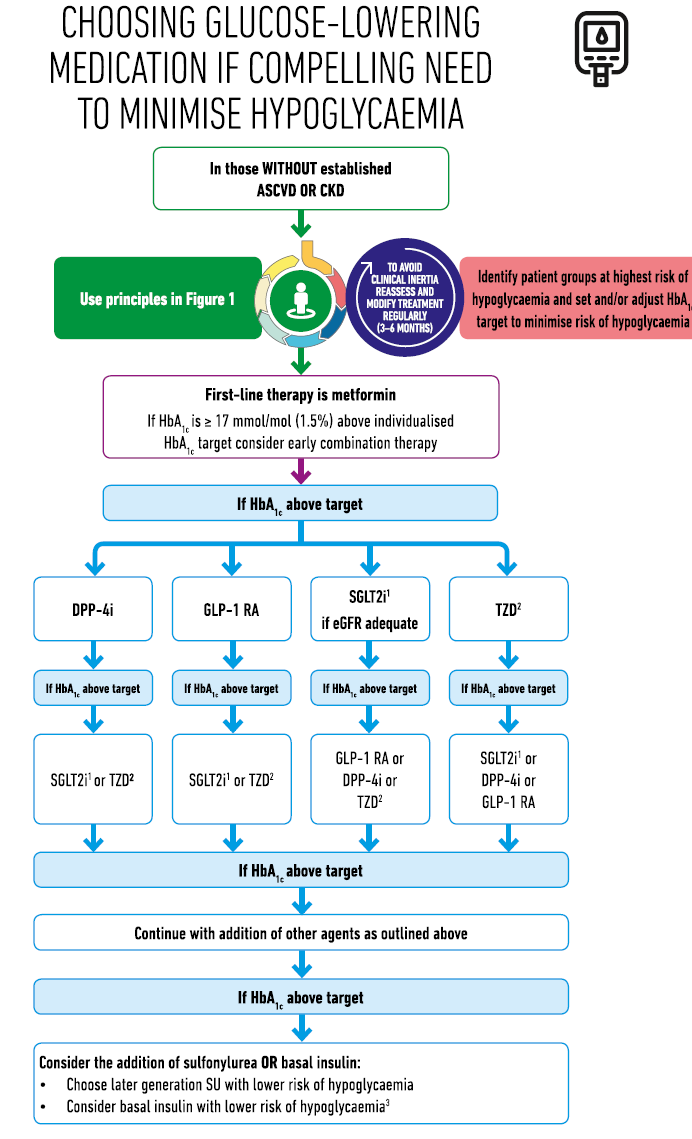 CHOOSING GLUCOSE-LOWERING
MEDICATION IF COMPELLING NEED
TO MINIMISE HYPOGLYCAEMIA
In those WITHOUT established
ASCVD OR CKD
Use principles in Figure 1
TO AVOID
CLINICAL INERTIA
REASSESS AND
MODIFY TREATMENT
REGULARLY
(3–6 MONTHS)
Identify patient groups at highest risk of
hypoglycaemia and set and/or adjust HbA1c
target to minimise risk of hypoglycaemia
First-line therapy is metformin
If HbA1c is ≥ 17 mmol/mol (1.5%) above individualised
HbA1c target consider early combination therapy
If HbA1c above target
DPP-4i
GLP-1 RA
SGLT2i¹
if eGFR adequate
TZD²
If HbA1c above target
If HbA1c above target
If HbA1c above target
If HbA1c above target
SGLT2i¹ or TZD²
SGLT2i¹ or TZD²
GLP-1 RA or
DPP-4i or
TZD²
SGLT2i¹ or
DPP-4i or
GLP-1 RA
If HbA1c above target
Continue with addition of other agents as outlined above
If HbA1c above target
Consider the addition of sulfonylurea OR basal insulin:
• Choose later generation SU with lower risk of hypoglycaemia
• Consider basal insulin with lower risk of hypoglycaemia³